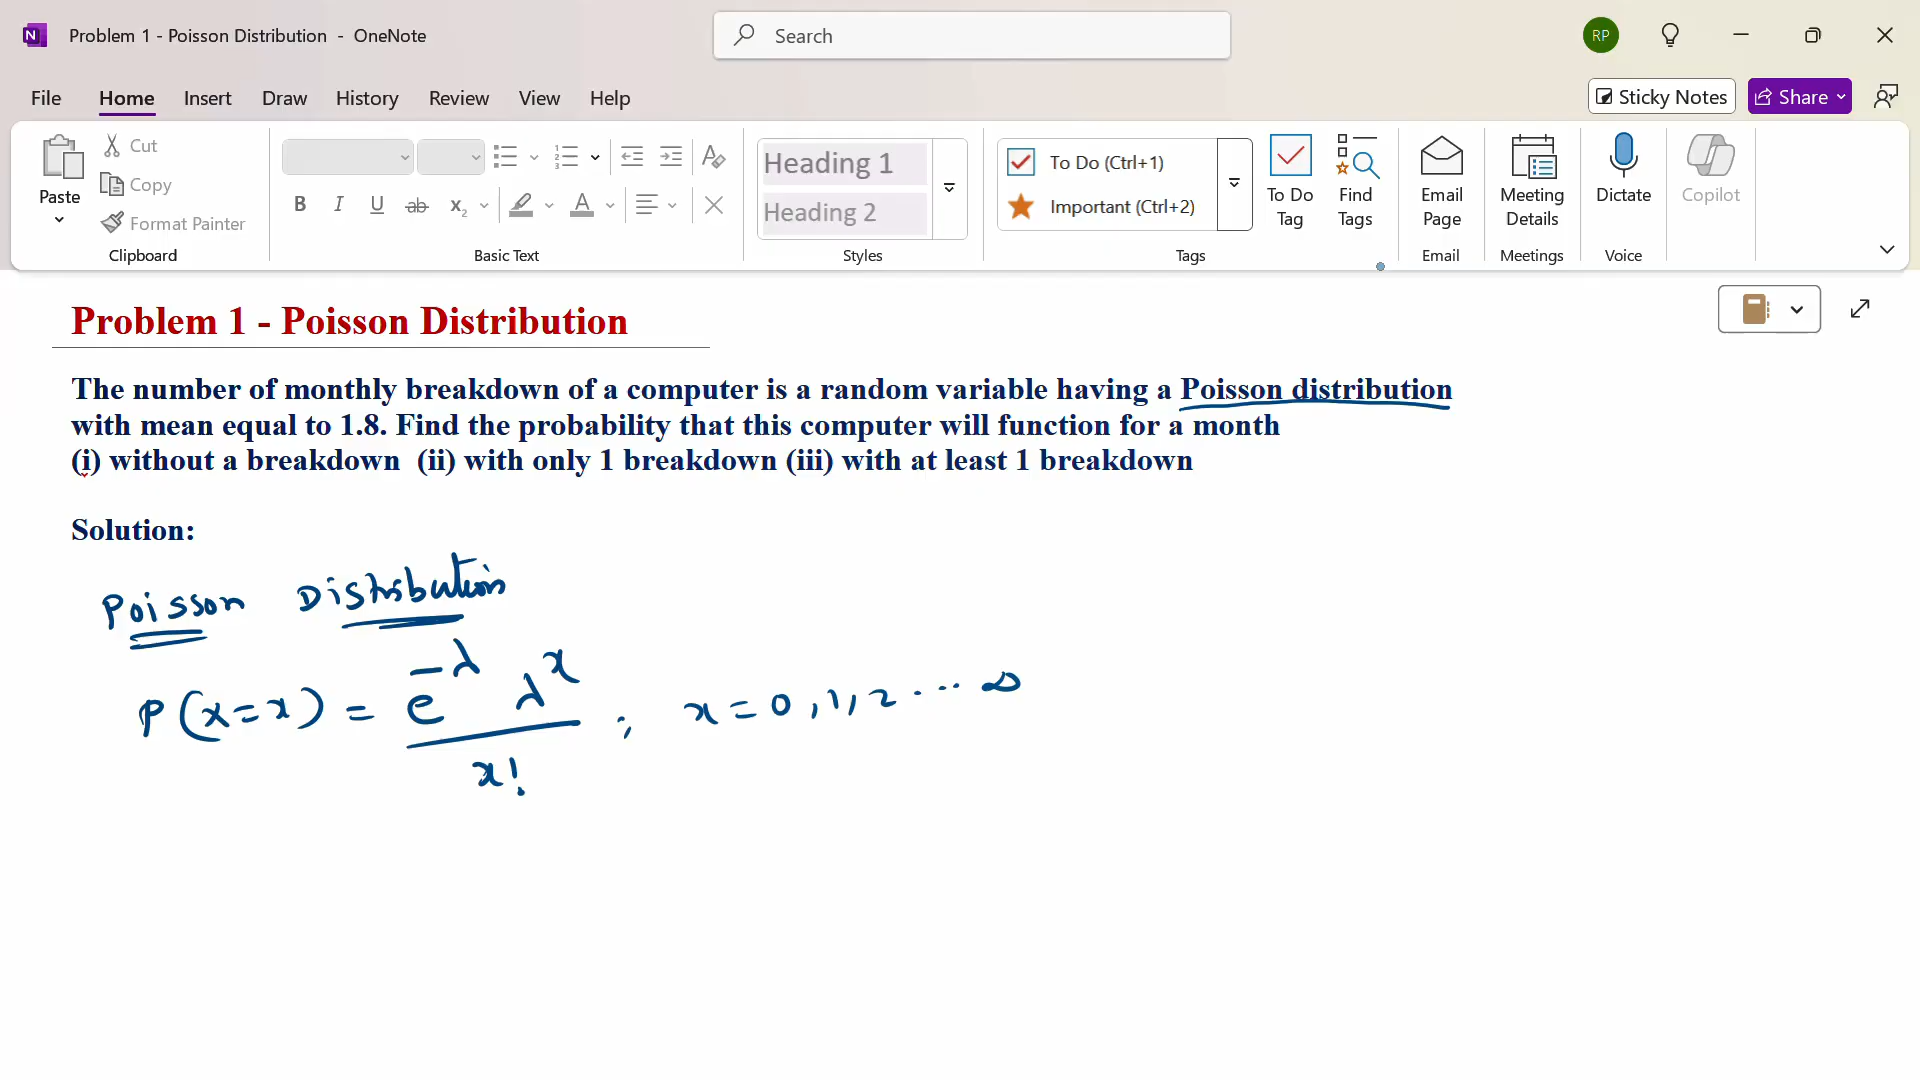 Problem 1 - Poisson Distribution - OneNote
Search
RP
File Home Insert Draw History Review View Help
Sticky Notes Share
Paste
Cut
Copy
Format Painter
Clipboard
B I U ab x₂ A
Basic Text
Heading 1
Heading 2
Styles
To Do (Ctrl+1)
Important (Ctrl+2)
To Do Tag
Find Tags
Tags
Email Page
Email
Meeting Details
Meetings
Dictate
Voice
Copilot
Problem 1 - Poisson Distribution
The number of monthly breakdown of a computer is a random variable having a Poisson distribution
with mean equal to 1.8. Find the probability that this computer will function for a month
(i) without a breakdown (ii) with only 1 breakdown (iii) with at least 1 breakdown
Solution:
Poisson Distribution
P(x=x) = e^{-λ} λ^x / x! ; x=0,1,2 ... ∞